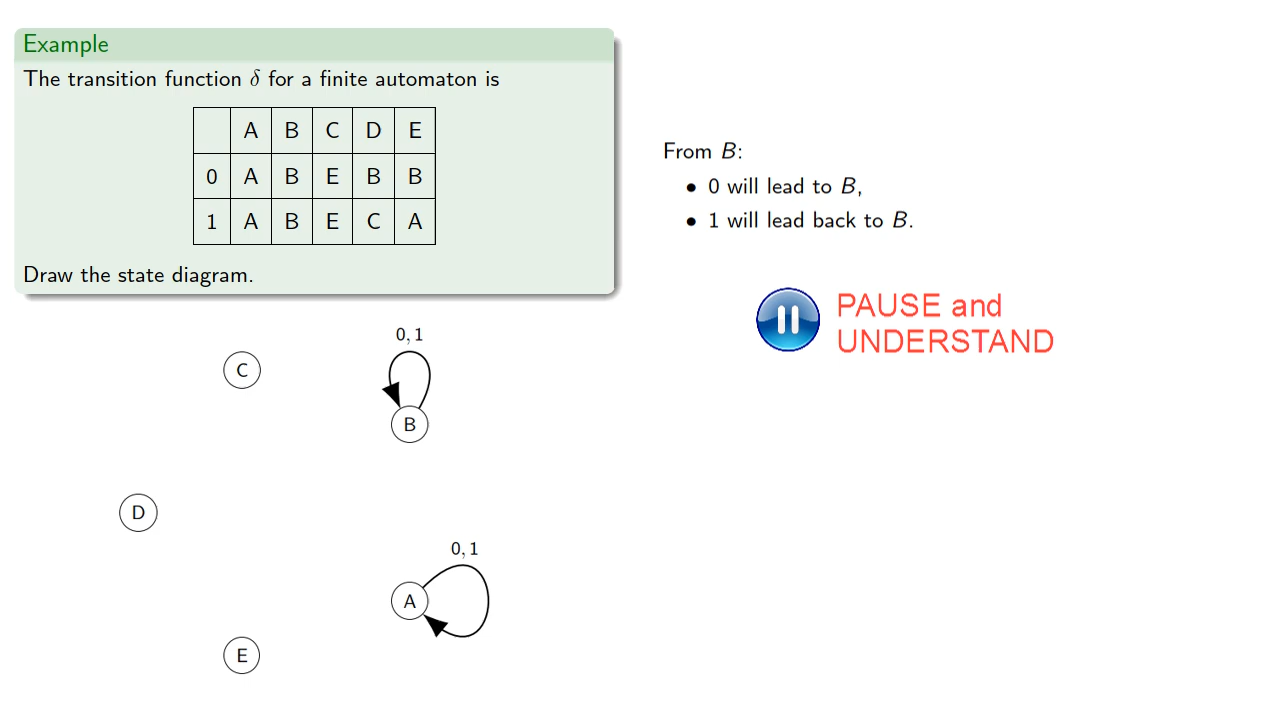 Example
The transition function δ for a finite automaton is
A B C D E
0 A B E B B
1 A B E C A
Draw the state diagram.
From B:
• 0 will lead to B,
• 1 will lead back to B.
PAUSE and
UNDERSTAND
0, 1
C
B
D
0, 1
A
E